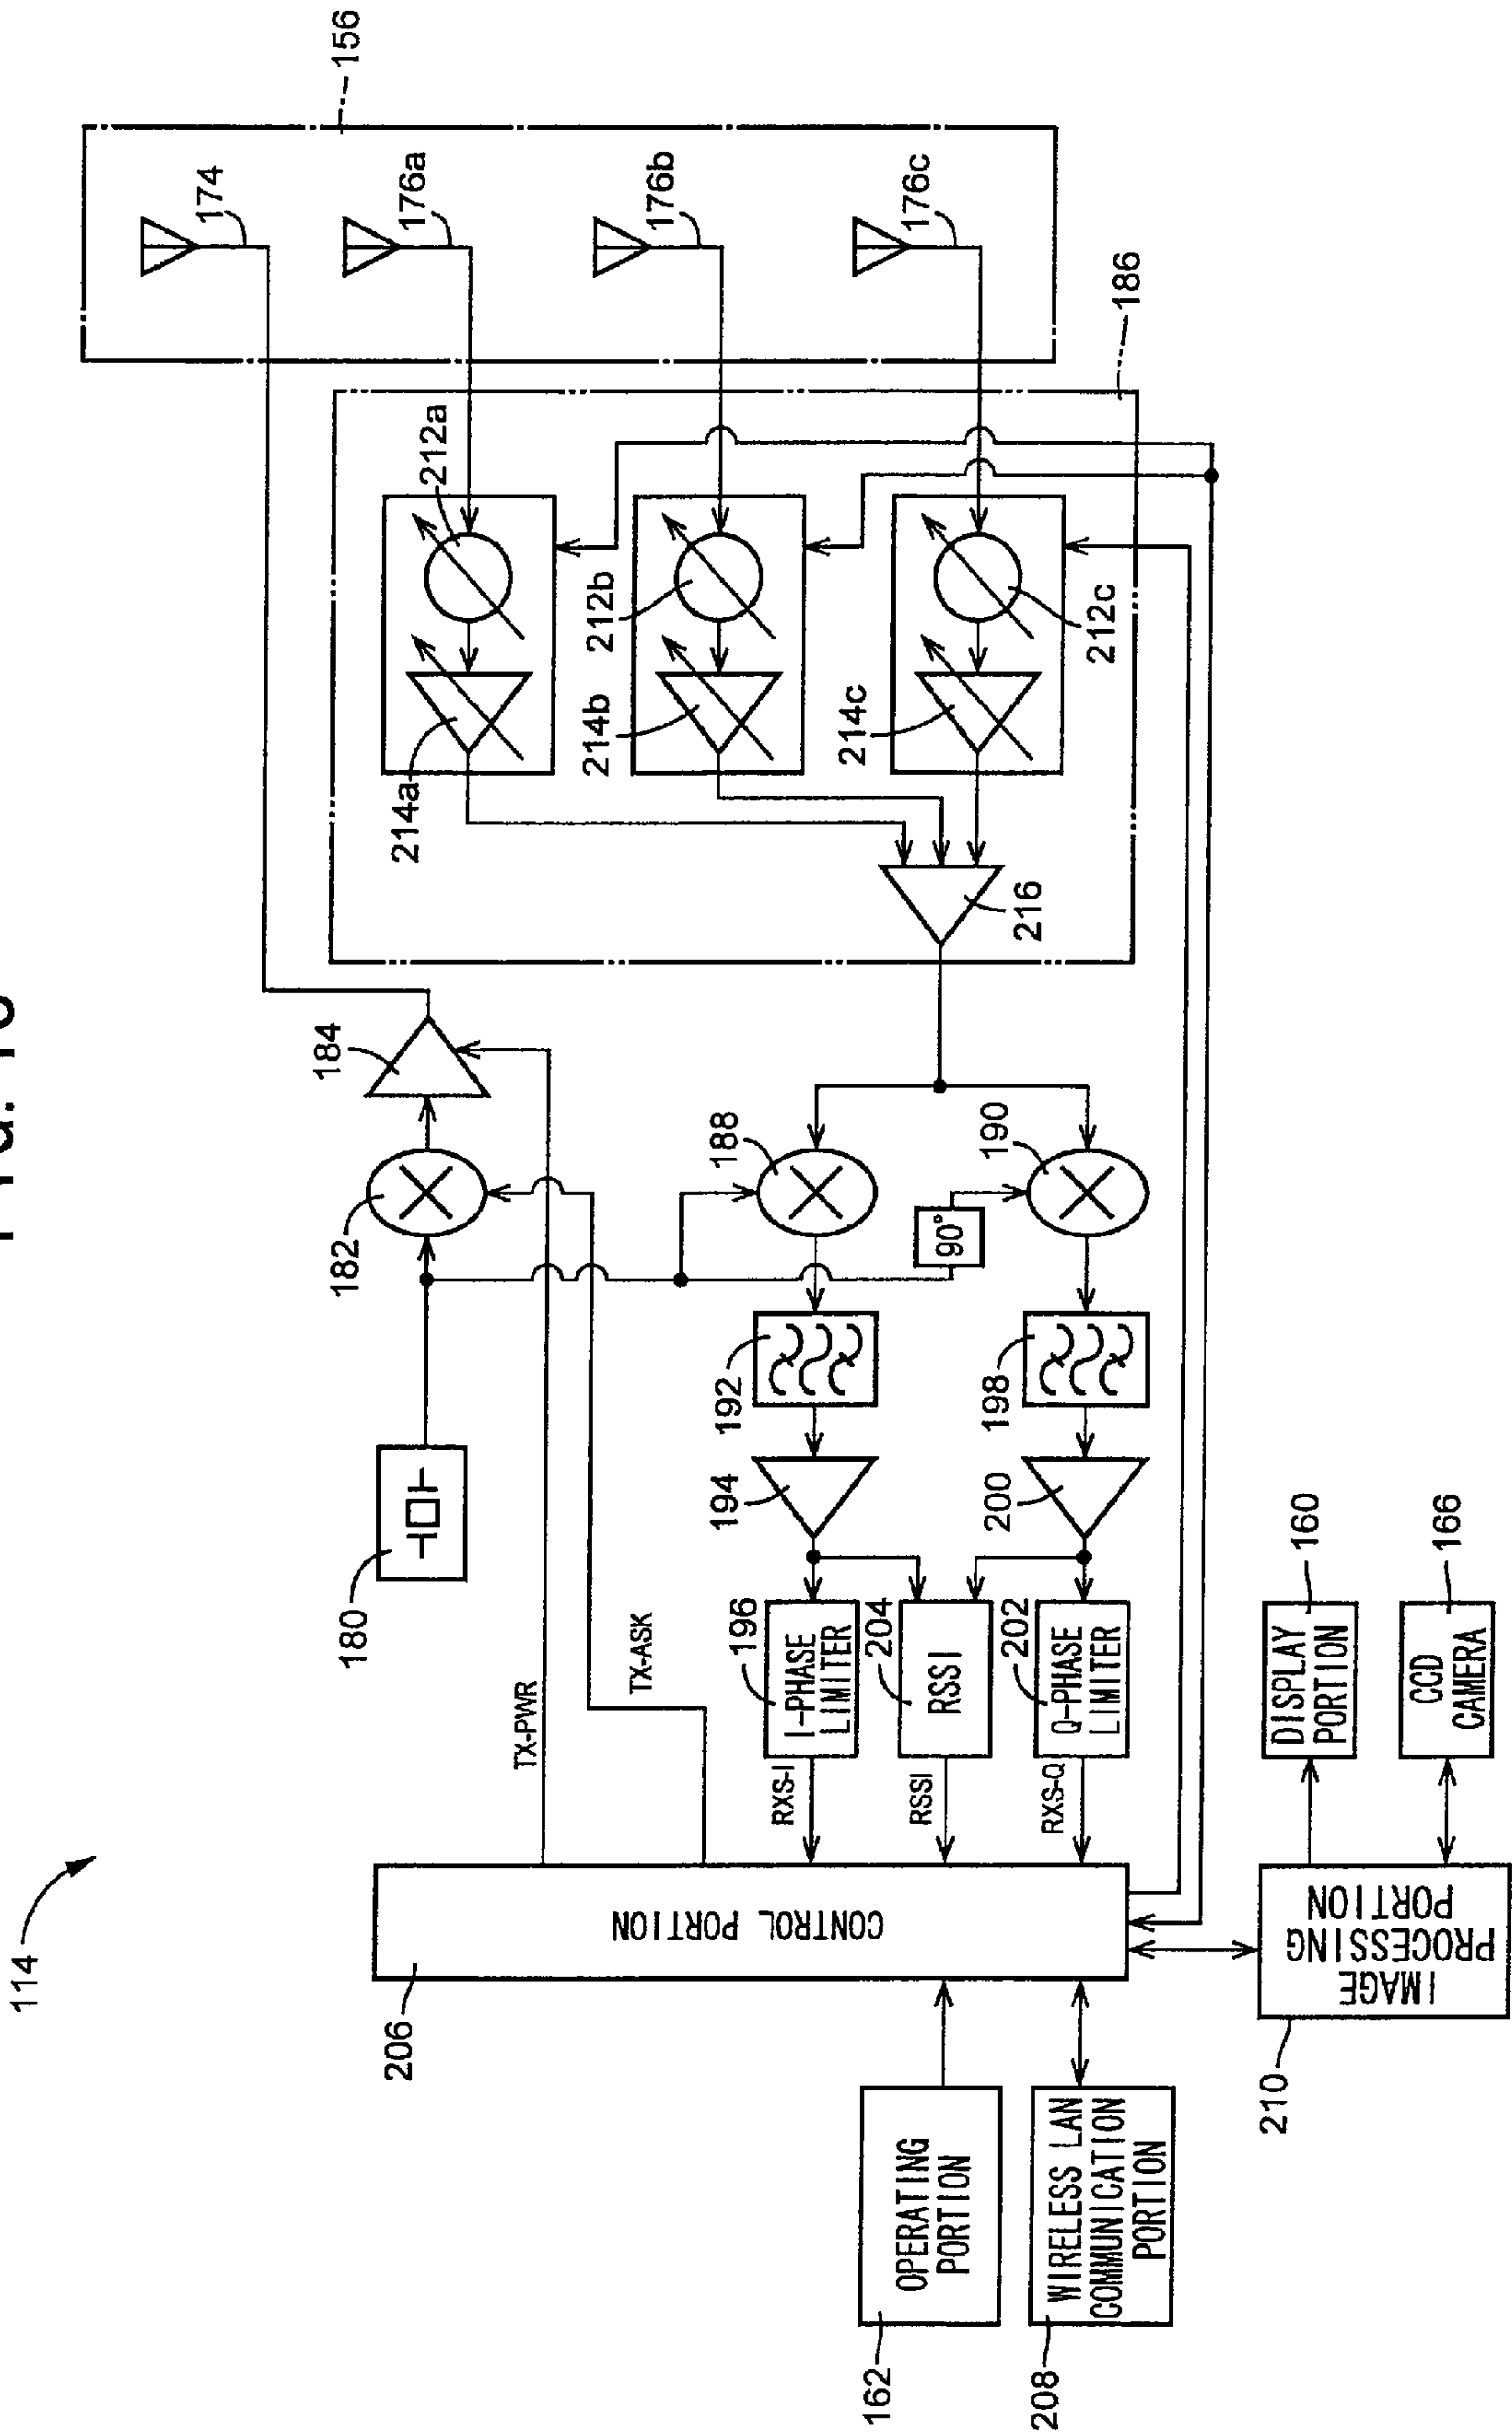 114
156
174
176a
176b
176c
186
212a
212b
212c
214a
214b
214c
216
184
182
188
190
90°
180
192
198
194
200
TX-PWR
TX-ASK
196
I-PHASE
LIMITER
204
RSSI
202
Q-PHASE
LIMITER
RXS-I
RSSI
RXS-Q
206
CONTROL PORTION
160
DISPLAY
PORTION
166
CCD
CAMERA
210
IMAGE
PROCESSING
PORTION
162
OPERATING
PORTION
208
WIRELESS LAN
COMMUNICATION
PORTION